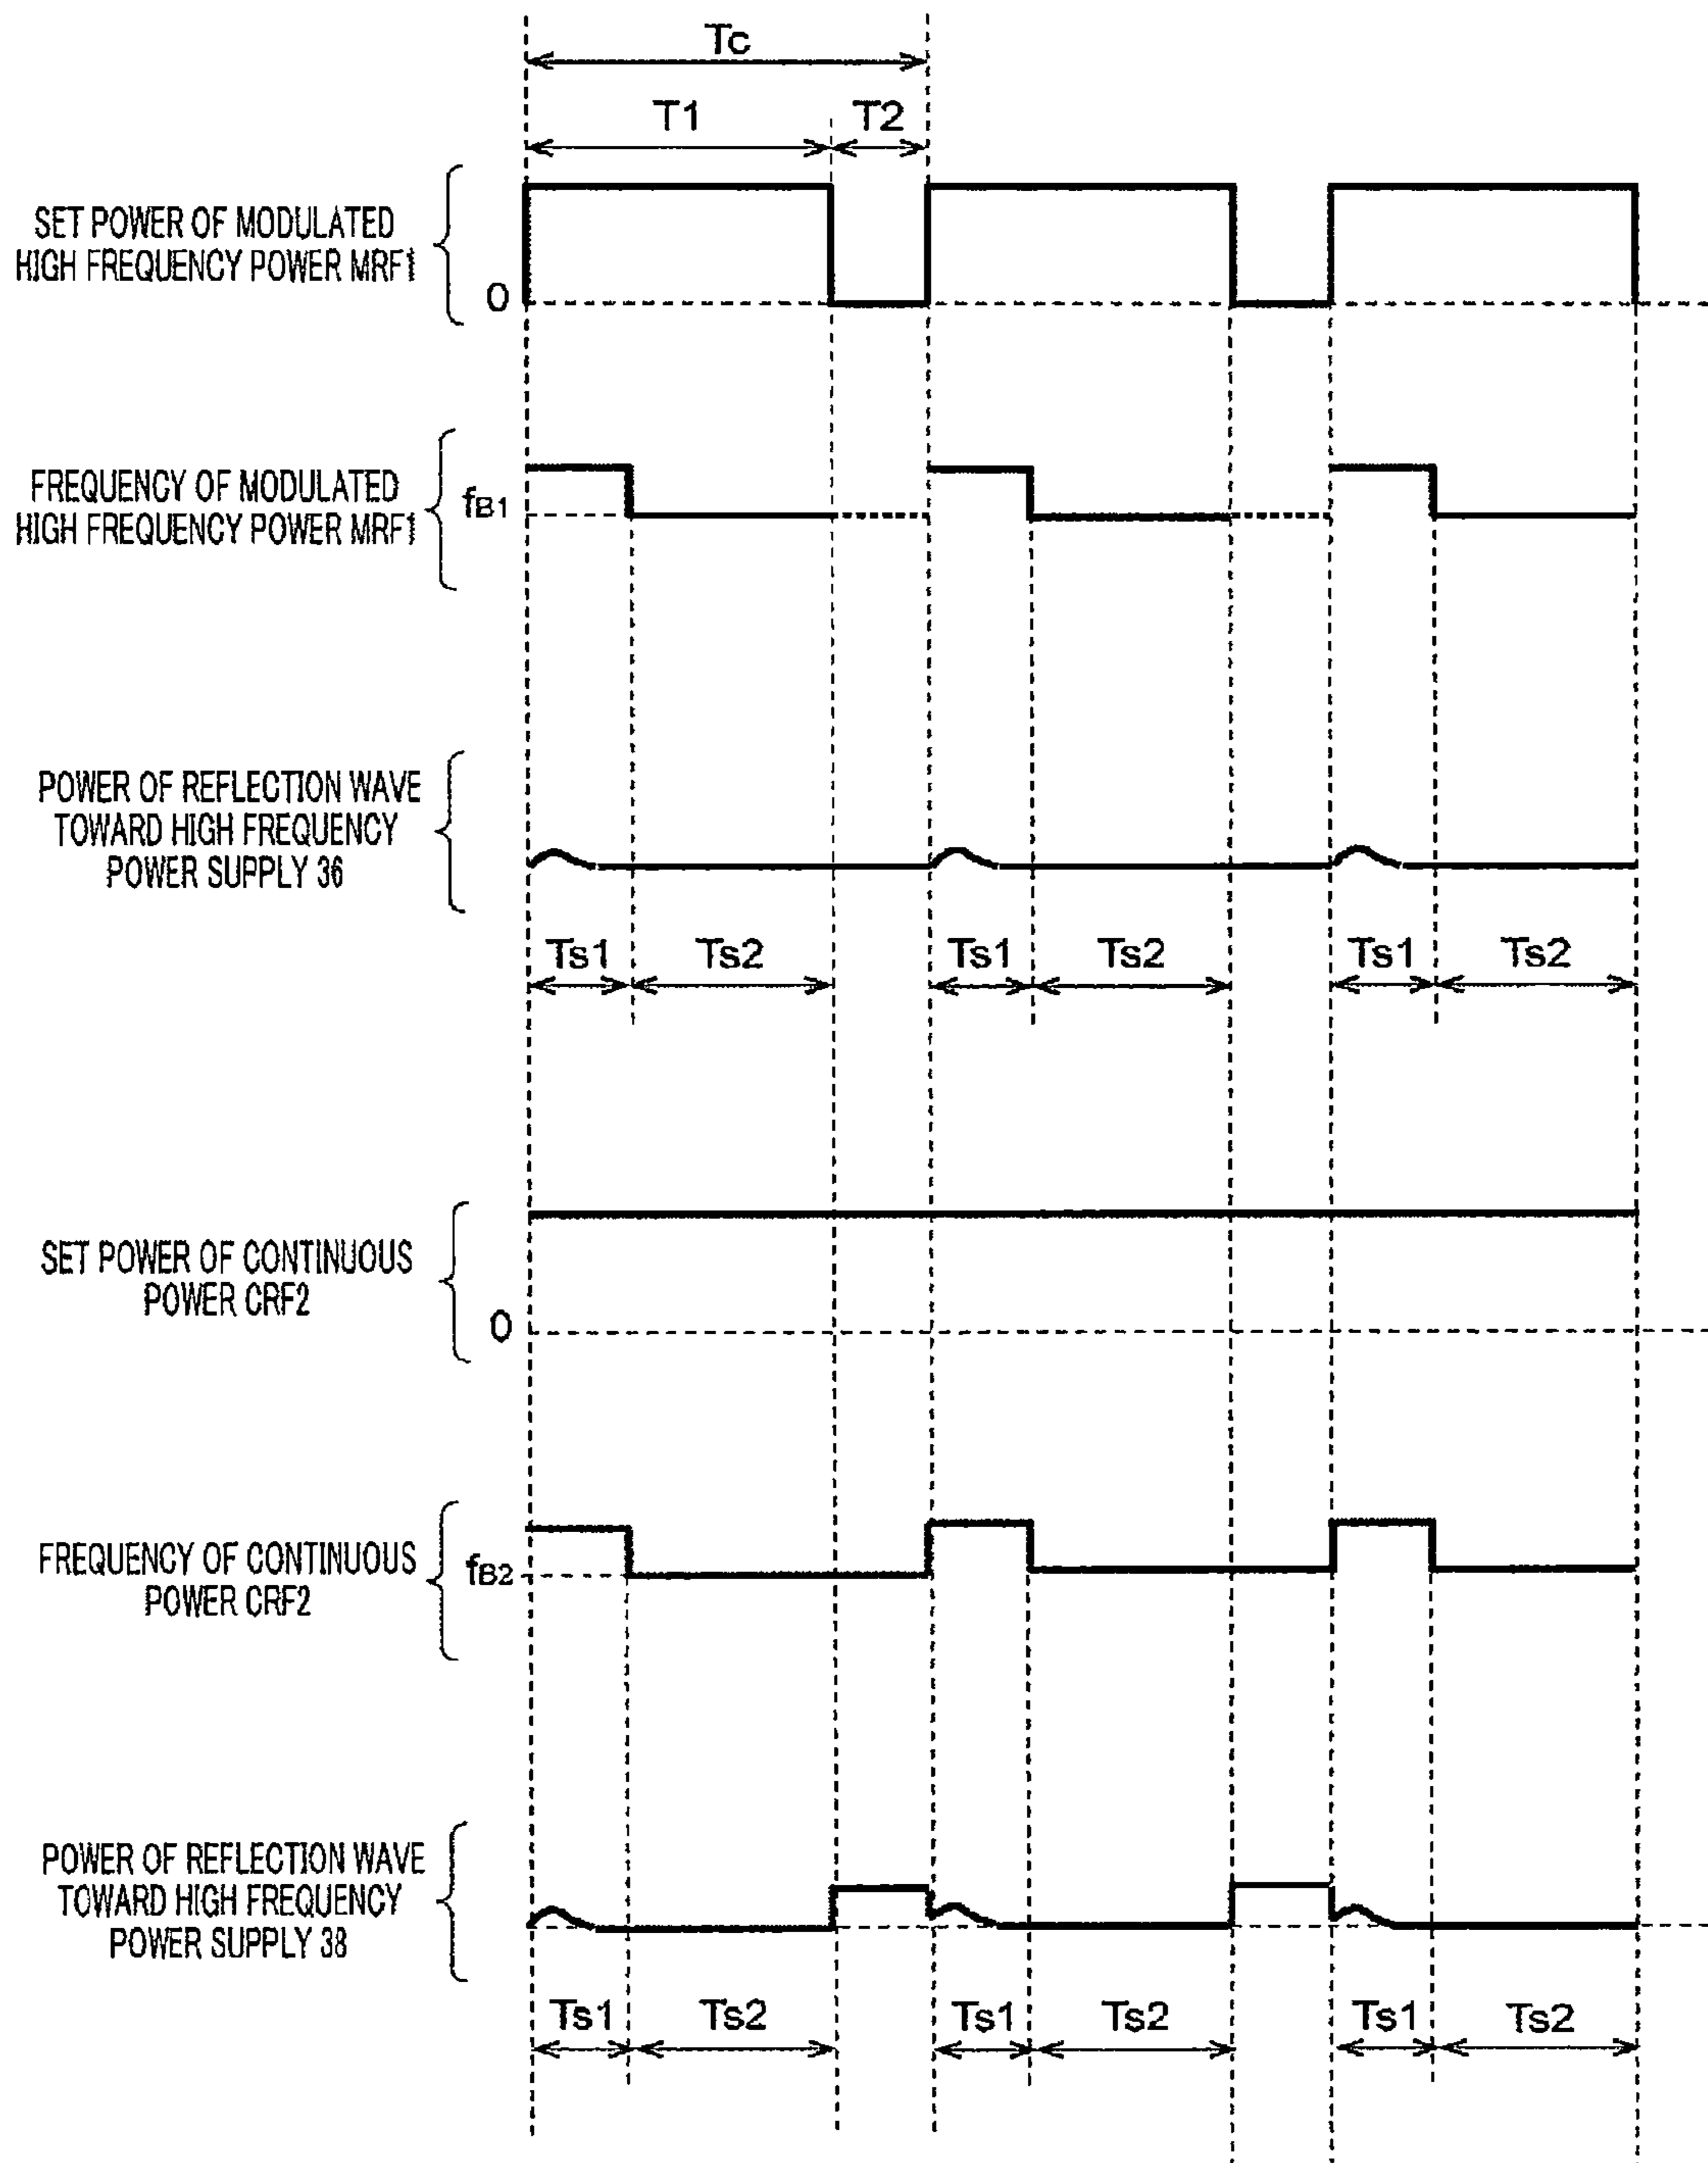 Tc
T1 T2
SET POWER OF MODULATED
HIGH FREQUENCY POWER MRF1
0
FREQUENCY OF MODULATED
HIGH FREQUENCY POWER MRF1
fB1
POWER OF REFLECTION WAVE
TOWARD HIGH FREQUENCY
POWER SUPPLY 36
Ts1 Ts2 Ts1 Ts2 Ts1 Ts2
SET POWER OF CONTINUOUS
POWER CRF2
0
FREQUENCY OF CONTINUOUS
POWER CRF2
fB2
POWER OF REFLECTION WAVE
TOWARD HIGH FREQUENCY
POWER SUPPLY 38
Ts1 Ts2 Ts1 Ts2 Ts1 Ts2